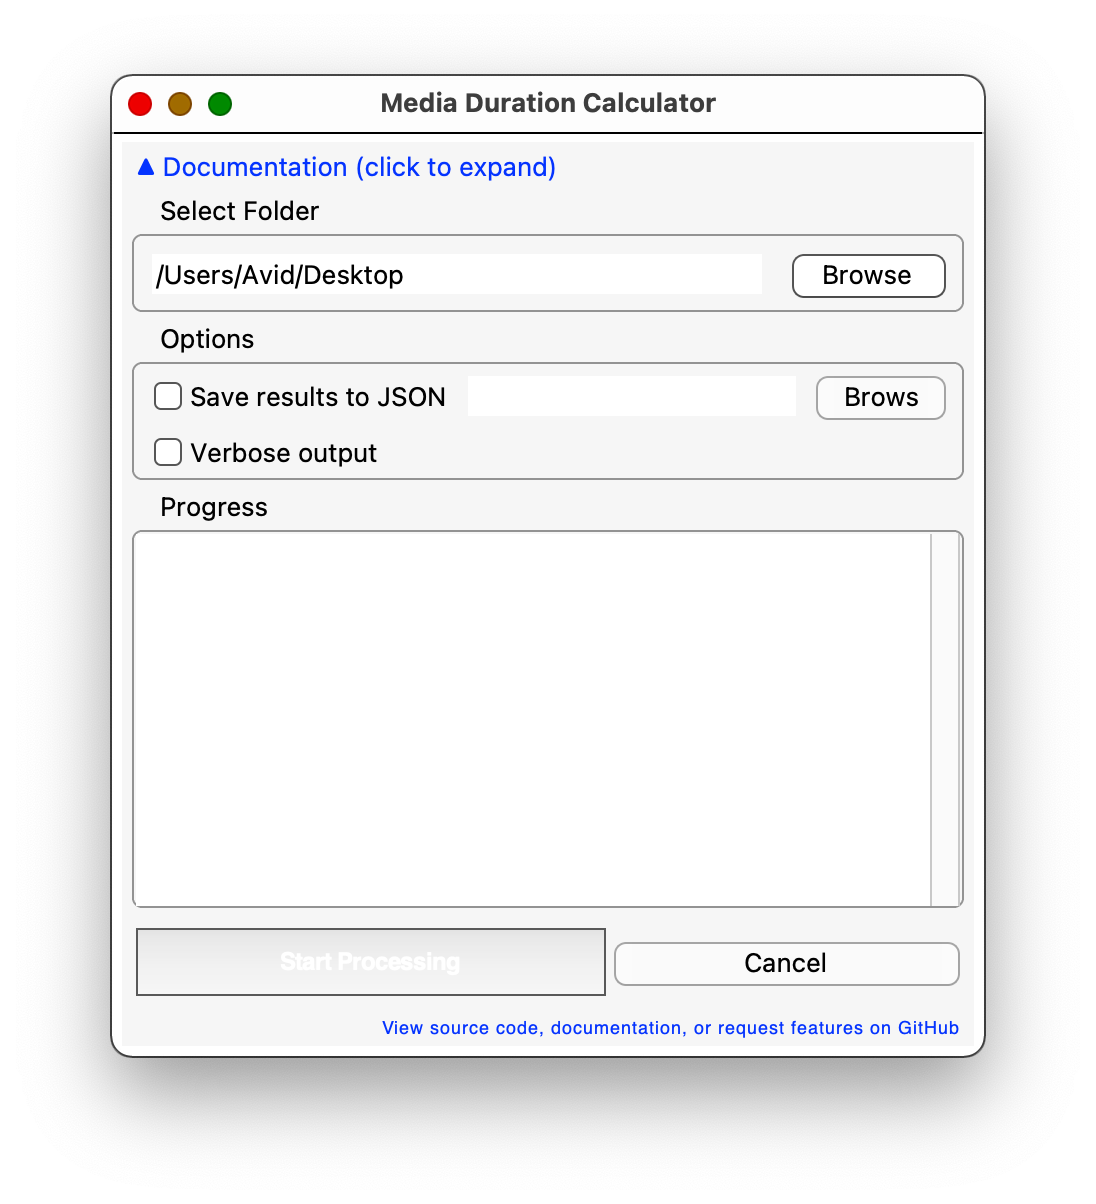 Media Duration Calculator
▲ Documentation (click to expand)
Select Folder
/Users/Avid/Desktop Browse
Options
Save results to JSON Brows
Verbose output
Progress
Start Processing Cancel
View source code, documentation, or request features on GitHub